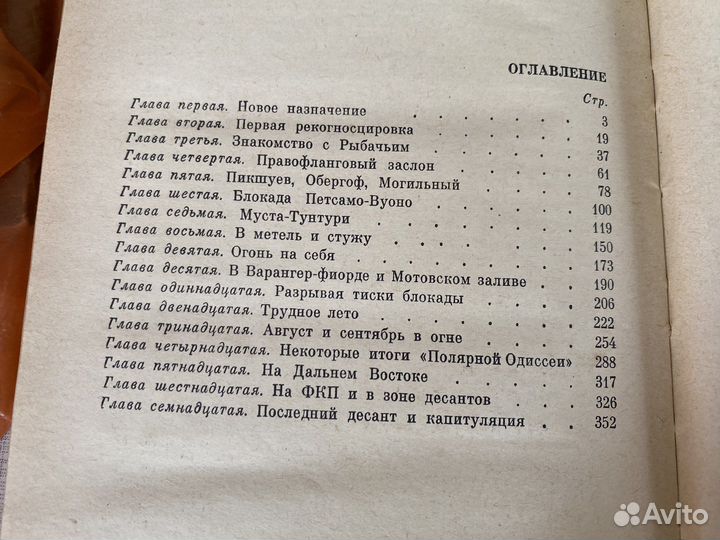 ОГЛАВЛЕНИЕ
Стр.
Глава первая. Новое назначение . . . . . . . 3
Глава вторая. Первая рекогносцировка . . . . . . 19
Глава третья. Знакомство с Рыбачьим . . . . . . 37
Глава четвертая. Правофланговый заслон . . . . . 61
Глава пятая. Пикшуев, Обергоф, Могильный . . . . 78
Глава шестая. Блокада Петсамо-Вуоно . . . . . . 100
Глава седьмая. Муста-Тунтури . . . . . . . 119
Глава восьмая. В метель и стужу . . . . . . 150
Глава девятая. Огонь на себя . . . . . . . 173
Глава десятая. В Варангер-фиорде и Мотовском заливе . . 190
Глава одиннадцатая. Разрывая тиски блокады . . . . 206
Глава двенадцатая. Трудное лето . . . . . . 222
Глава тринадцатая. Август и сентябрь в огне . . . . 254
Глава четырнадцатая. Некоторые итоги «Полярной Одиссеи» 288
Глава пятнадцатая. На Дальнем Востоке . . . . 317
Глава шестнадцатая. На ФКП и в зоне десантов . . . 326
Глава семнадцатая. Последний десант и капитуляция . . 352
Avito